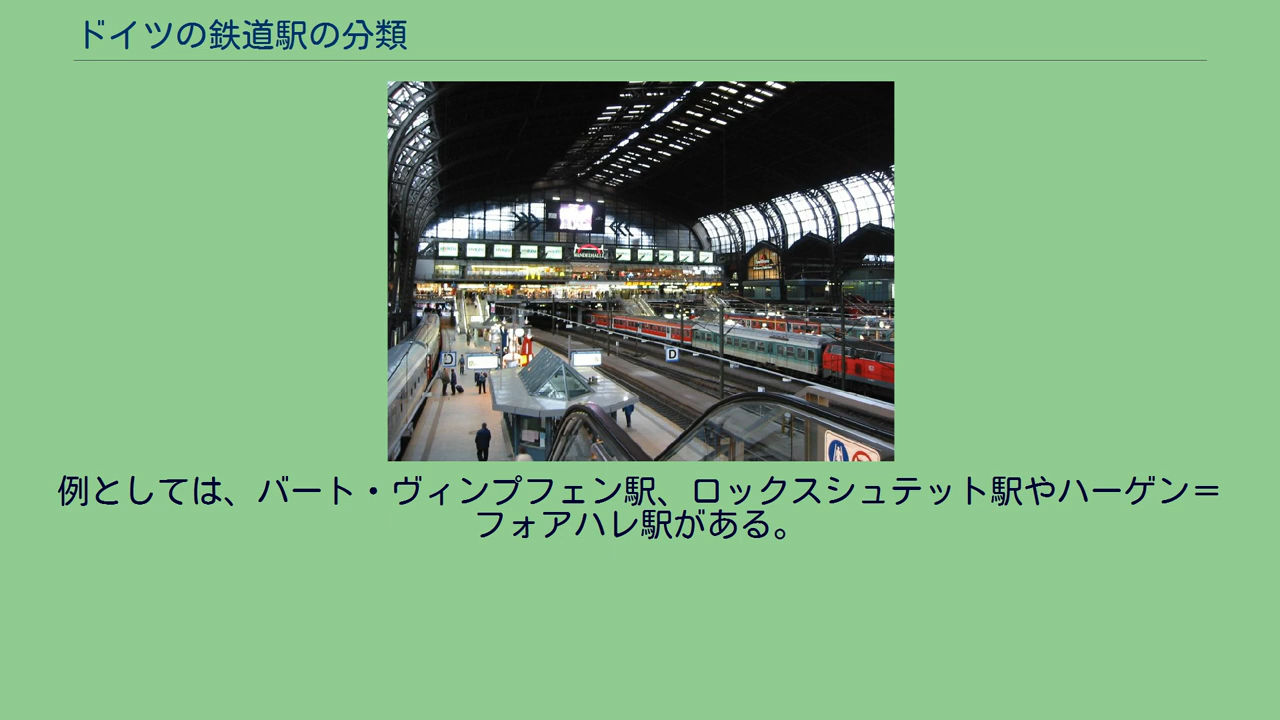 ドイツの鉄道駅の分類
WANDELHALLE
D
D
例としては、バート・ヴィンプフェン駅、ロックスシュテット駅やハーゲン＝
フォアハレ駅がある。